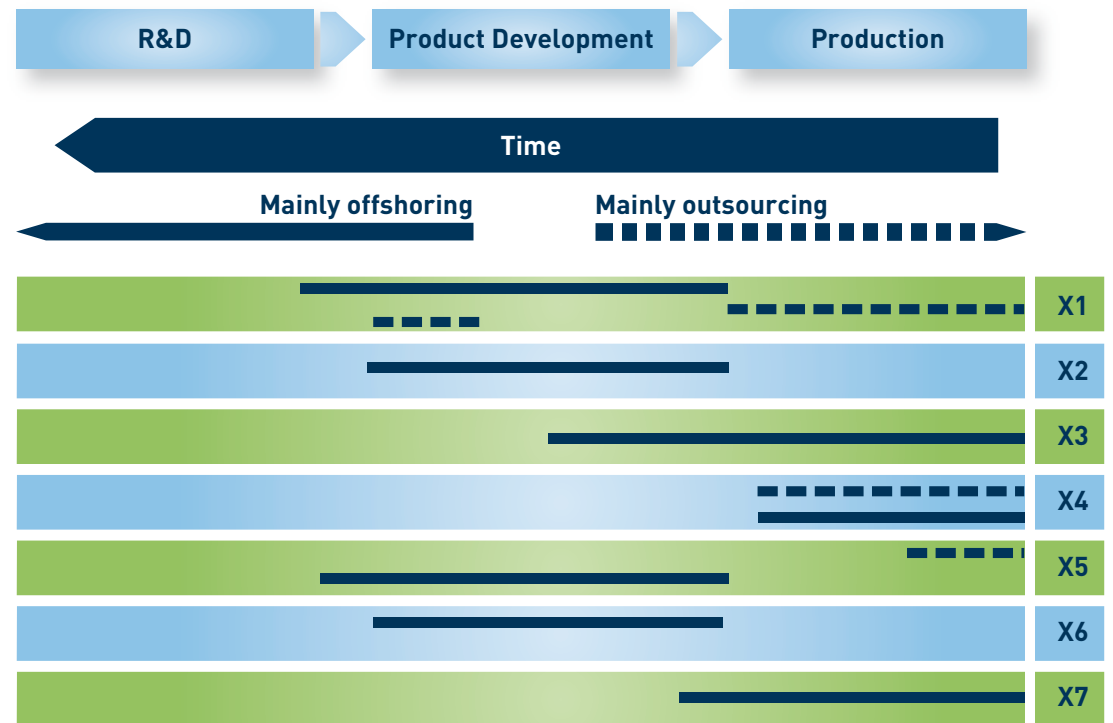 R&D
Product Development
Production
Time
Mainly offshoring
Mainly outsourcing
X1
X2
X3
X4
X5
X6
X7